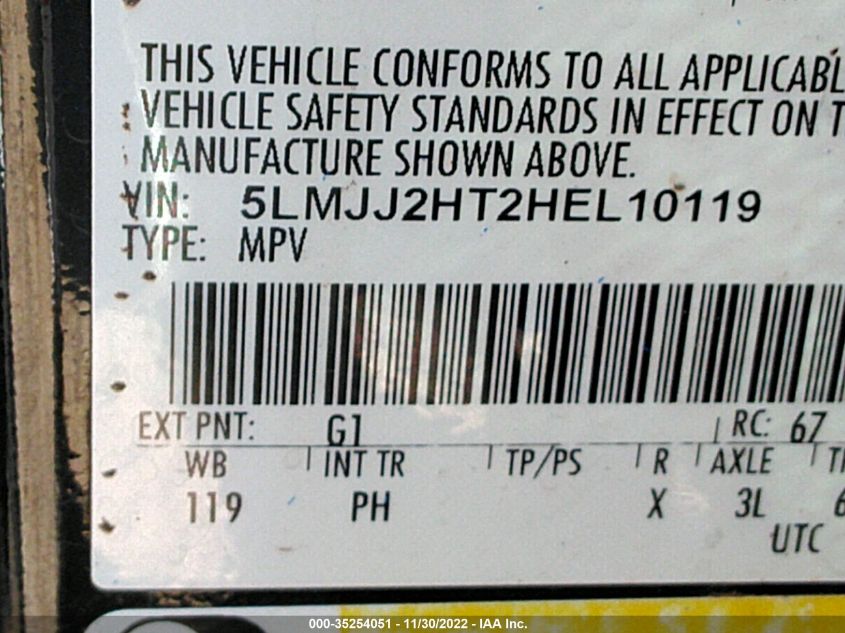 THIS VEHICLE CONFORMS TO ALL APPLICABL
VEHICLE SAFETY STANDARDS IN EFFECT ON T
MANUFACTURE SHOWN ABOVE.
VIN: 5LMJJ2HT2HEL10119
TYPE: MPV
EXT PNT: G1 RC: 67
WB INT TR TP/PS R AXLE
119 PH X 3L 6
UTC
000-35254051 - 11/30/2022 - IAA Inc.